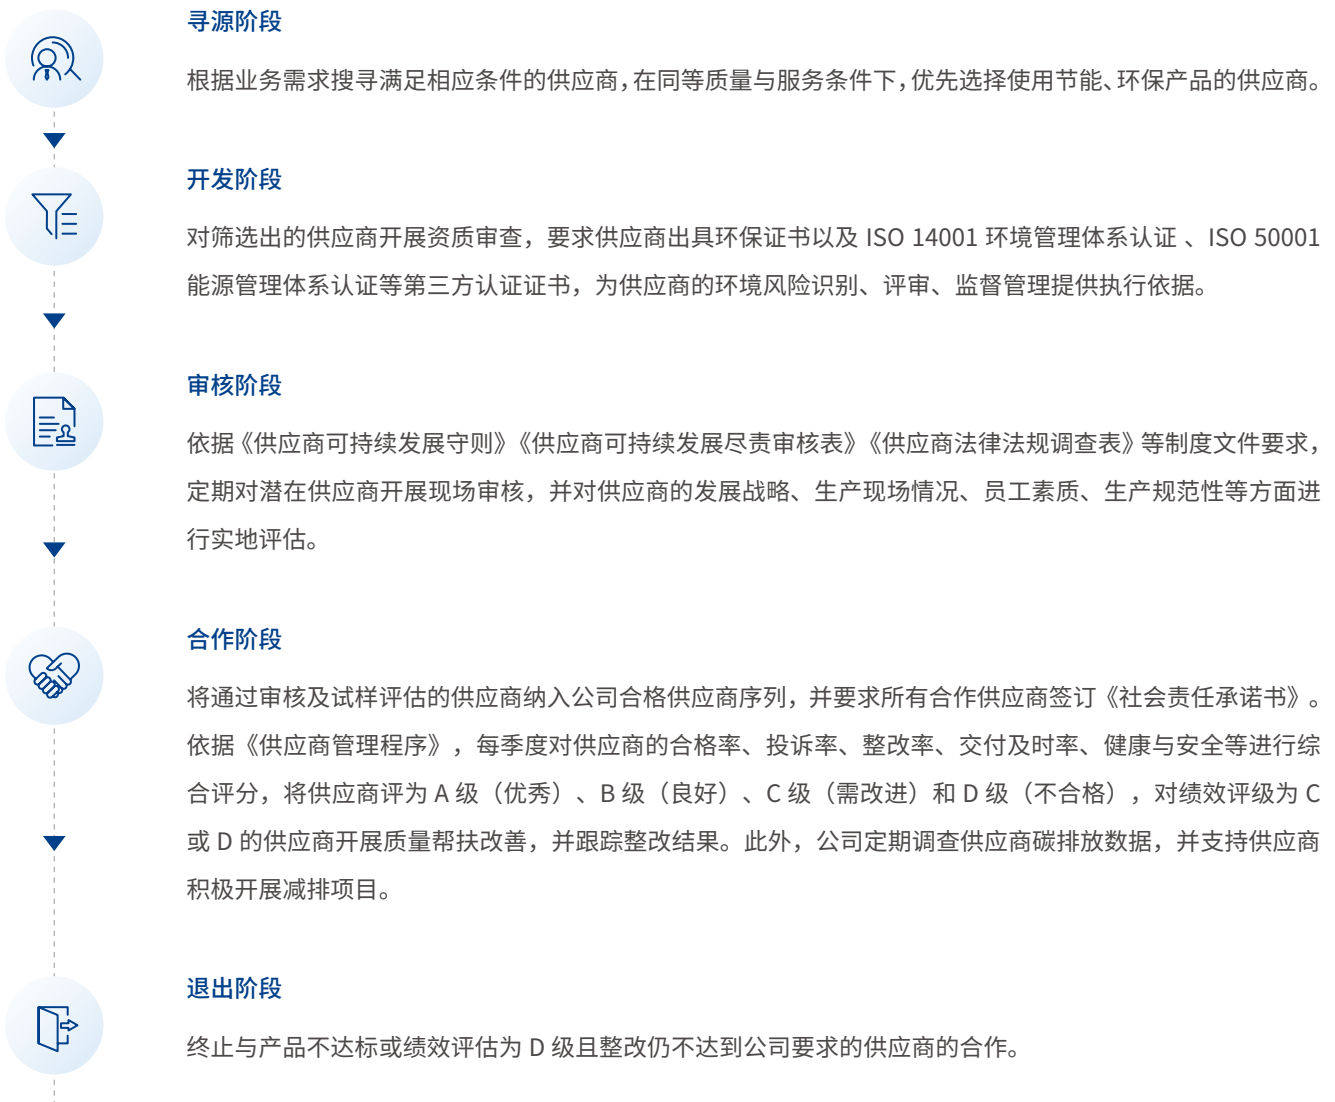 寻源阶段
根据业务需求搜寻满足相应条件的供应商，在同等质量与服务条件下，优先选择使用节能、环保产品的供应商。
开发阶段
对筛选出的供应商开展资质审查，要求供应商出具环保证书以及 ISO 14001 环境管理体系认证 、ISO 50001
能源管理体系认证等第三方认证证书，为供应商的环境风险识别、评审、监督管理提供执行依据。
审核阶段
依据《供应商可持续发展守则》《供应商可持续发展尽责审核表》《供应商法律法规调查表》等制度文件要求，
定期对潜在供应商开展现场审核，并对供应商的发展战略、生产现场情况、员工素质、生产规范性等方面进
行实地评估。
合作阶段
将通过审核及试样评估的供应商纳入公司合格供应商序列，并要求所有合作供应商签订《社会责任承诺书》。
依据《供应商管理程序》，每季度对供应商的合格率、投诉率、整改率、交付及时率、健康与安全等进行综
合评分，将供应商评为 A 级（优秀）、B 级（良好）、C 级（需改进）和 D 级（不合格），对绩效评级为 C
或 D 的供应商开展质量帮扶改善，并跟踪整改结果。此外，公司定期调查供应商碳排放数据，并支持供应商
积极开展减排项目。
退出阶段
终止与产品不达标或绩效评估为 D 级且整改仍不达到公司要求的供应商的合作。